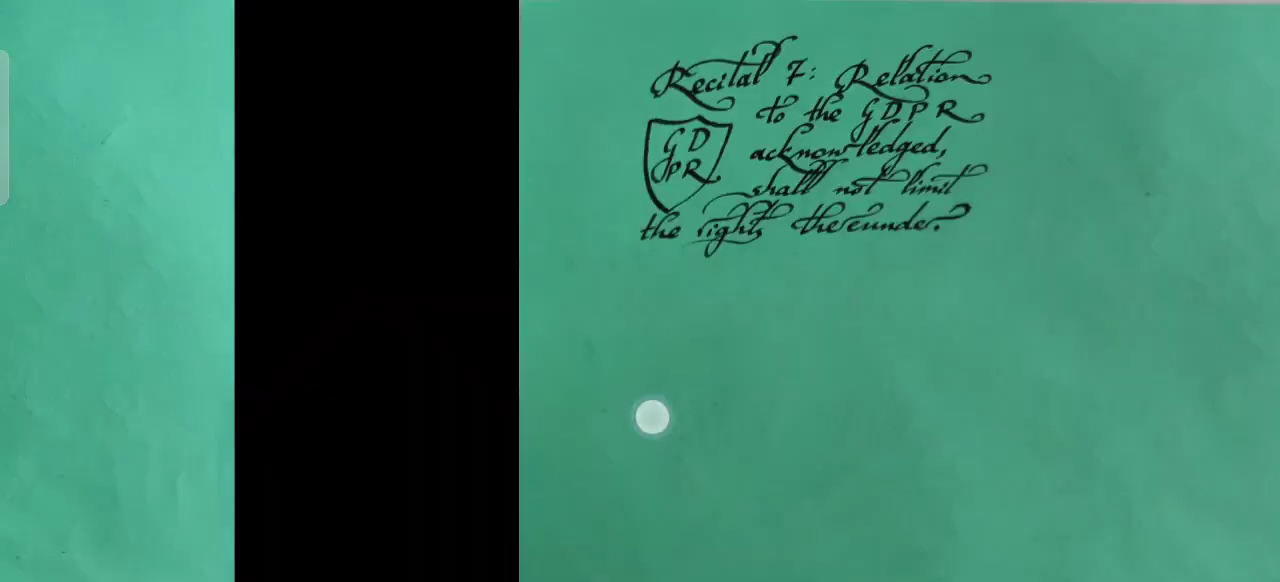 Recital 7: Relation
to the GDPR
GD
PR
acknowledged,
shall not limit
the rights thereunder.